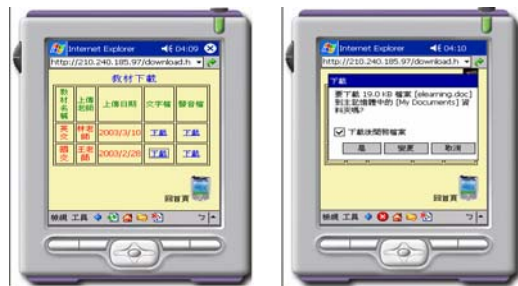 Internet Explorer 04:09
http://210.240.185.97/download.h
教材下載
教材名稱 上傳老師 上傳日期 文字檔 聲音檔
英文 林老師 2003/3/10 下載 下載
國文 王老師 2003/2/28 下載 下載
回首頁
檢視 工具
Internet Explorer 04:10
http://210.240.185.97/download.h
下載
要下載 19.0 KB 檔案 [elearning.doc]
到主記憶體中的 [My Documents] 資
料夾嗎?
下載後開啟檔案
是 變更 取消
回首頁
檢視 工具